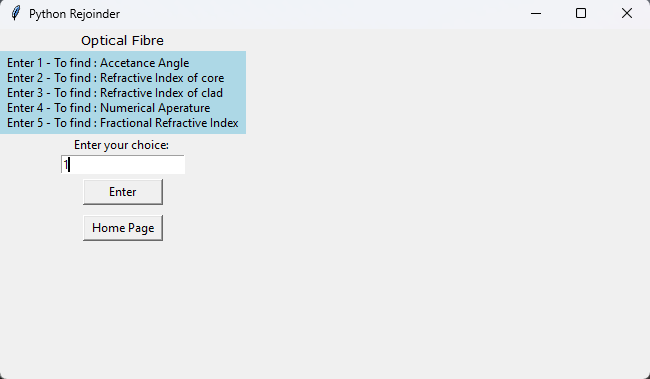 Python Rejoinder
Optical Fibre
Enter 1 - To find : Accetance Angle
Enter 2 - To find : Refractive Index of core
Enter 3 - To find : Refractive Index of clad
Enter 4 - To find : Numerical Aperature
Enter 5 - To find : Fractional Refractive Index
Enter your choice:
1
Enter
Home Page